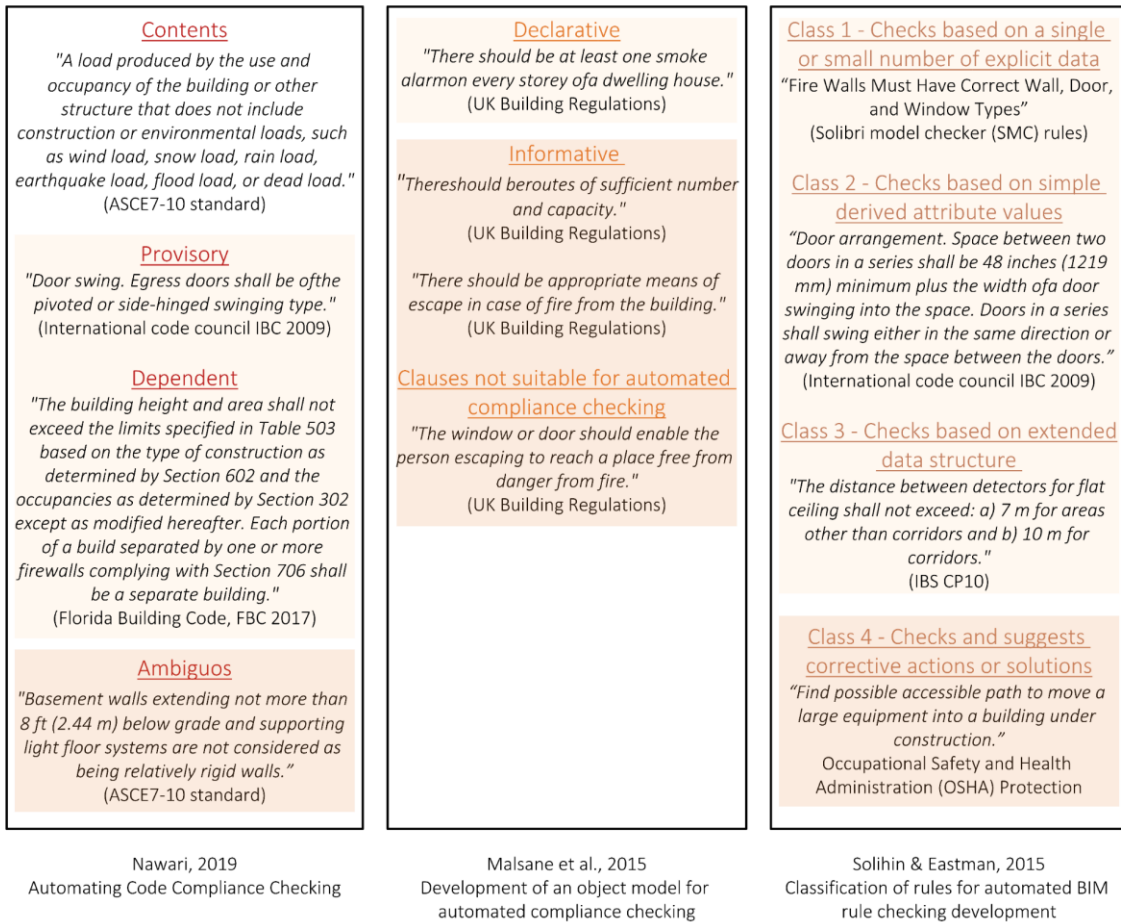 Contents
"A load produced by the use and
occupancy of the building or other
structure that does not include
construction or environmental loads, such
as wind load, snow load, rain load,
earthquake load, flood load, or dead load."
(ASCE7-10 standard)
Provisory
"Door swing. Egress doors shall be ofthe
pivoted or side-hinged swinging type."
(International code council IBC 2009)
Dependent
"The building height and area shall not
exceed the limits specified in Table 503
based on the type of construction as
determined by Section 602 and the
occupancies as determined by Section 302
except as modified hereafter. Each portion
of a build separated by one or more
firewalls complying with Section 706 shall
be a separate building."
(Florida Building Code, FBC 2017)
Ambiguos
"Basement walls extending not more than
8 ft (2.44 m) below grade and supporting
light floor systems are not considered as
being relatively rigid walls.”
(ASCE7-10 standard)
Nawari, 2019
Automating Code Compliance Checking
Declarative
"There should be at least one smoke
alarmon every storey ofa dwelling house."
(UK Building Regulations)
Informative
"Thereshould beroutes of sufficient number
and capacity."
(UK Building Regulations)
"There should be appropriate means of
escape in case of fire from the building."
(UK Building Regulations)
Clauses not suitable for automated
compliance checking
"The window or door should enable the
person escaping to reach a place free from
danger from fire."
(UK Building Regulations)
Malsane et al., 2015
Development of an object model for
automated compliance checking
Class 1 - Checks based on a single
or small number of explicit data
“Fire Walls Must Have Correct Wall, Door,
and Window Types”
(Solibri model checker (SMC) rules)
Class 2 - Checks based on simple
derived attribute values
“Door arrangement. Space between two
doors in a series shall be 48 inches (1219
mm) minimum plus the width ofa door
swinging into the space. Doors in a series
shall swing either in the same direction or
away from the space between the doors.”
(International code council IBC 2009)
Class 3 - Checks based on extended
data structure
"The distance between detectors for flat
ceiling shall not exceed: a) 7 m for areas
other than corridors and b) 10 m for
corridors."
(IBS CP10)
Class 4 - Checks and suggests
corrective actions or solutions
“Find possible accessible path to move a
large equipment into a building under
construction.”
Occupational Safety and Health
Administration (OSHA) Protection
Solihin & Eastman, 2015
Classification of rules for automated BIM
rule checking development